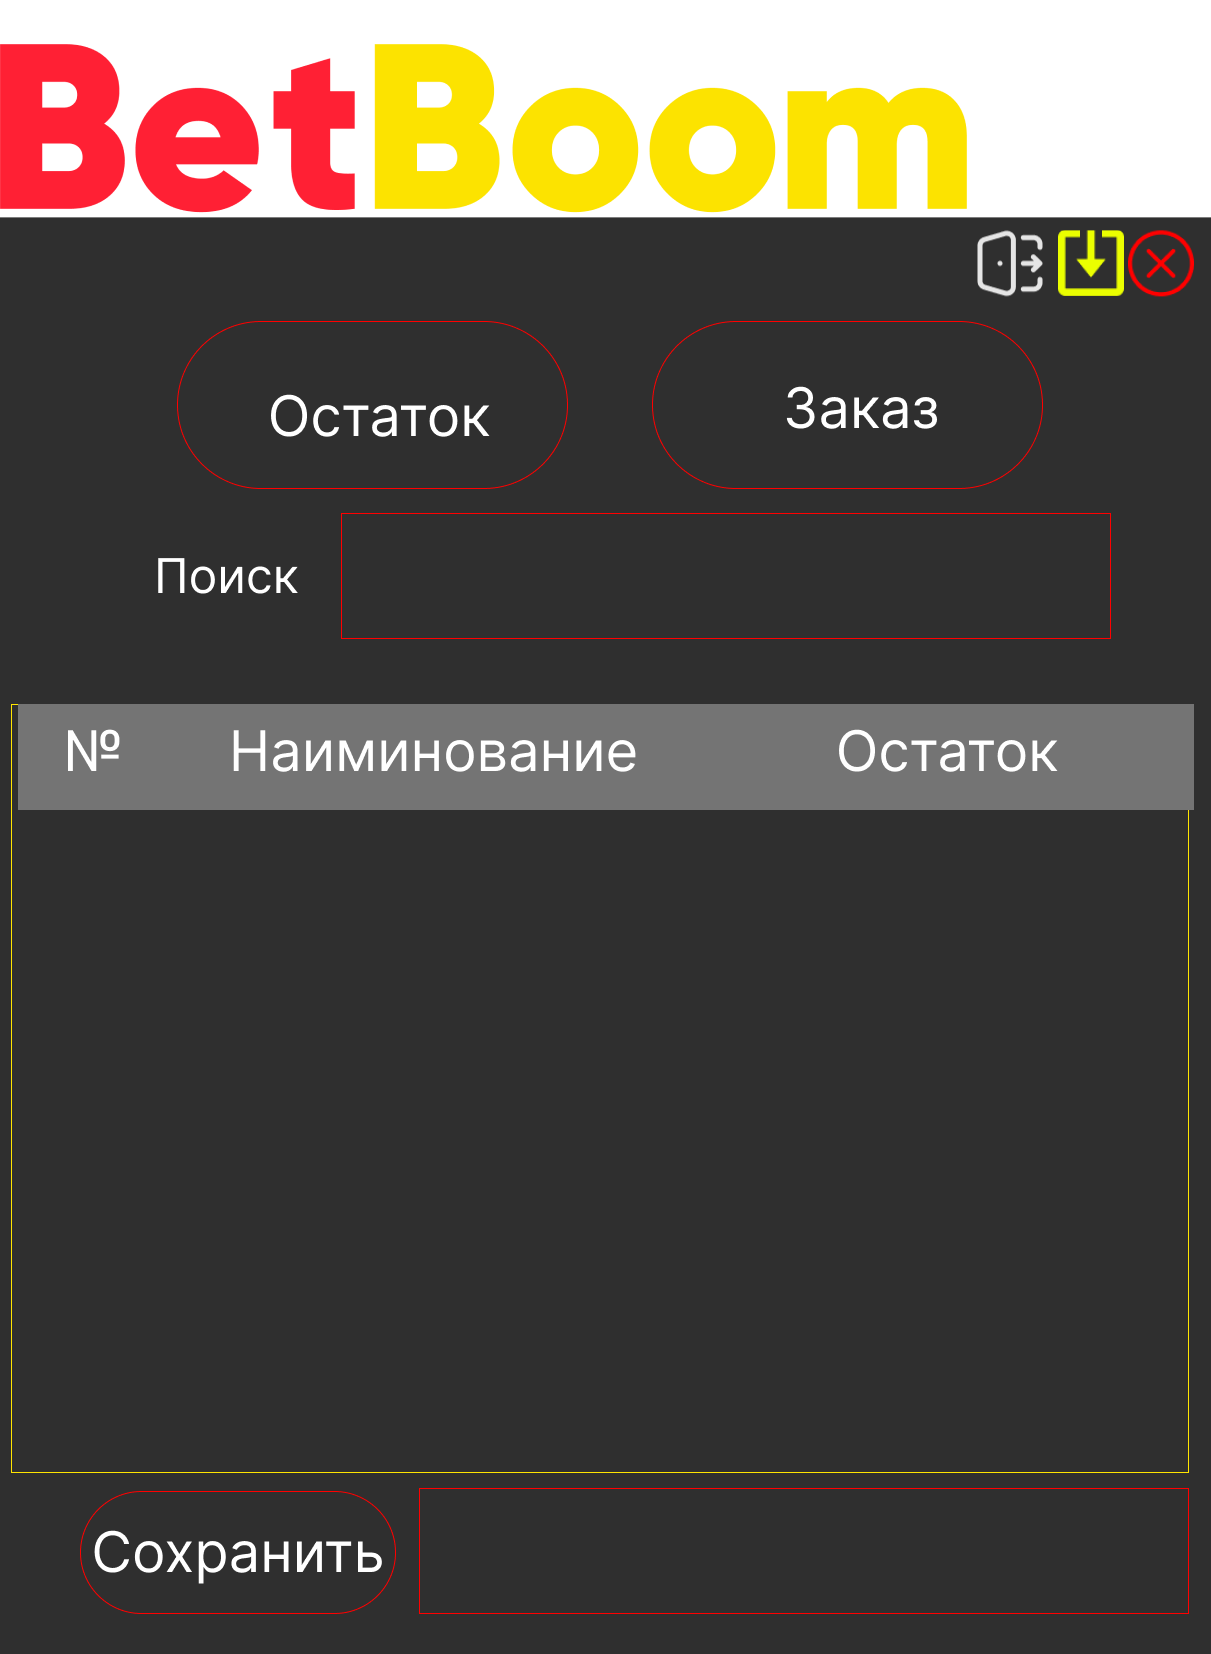 BetBoom
Остаток
Заказ
Поиск
№ Наиминование Остаток
Сохранить